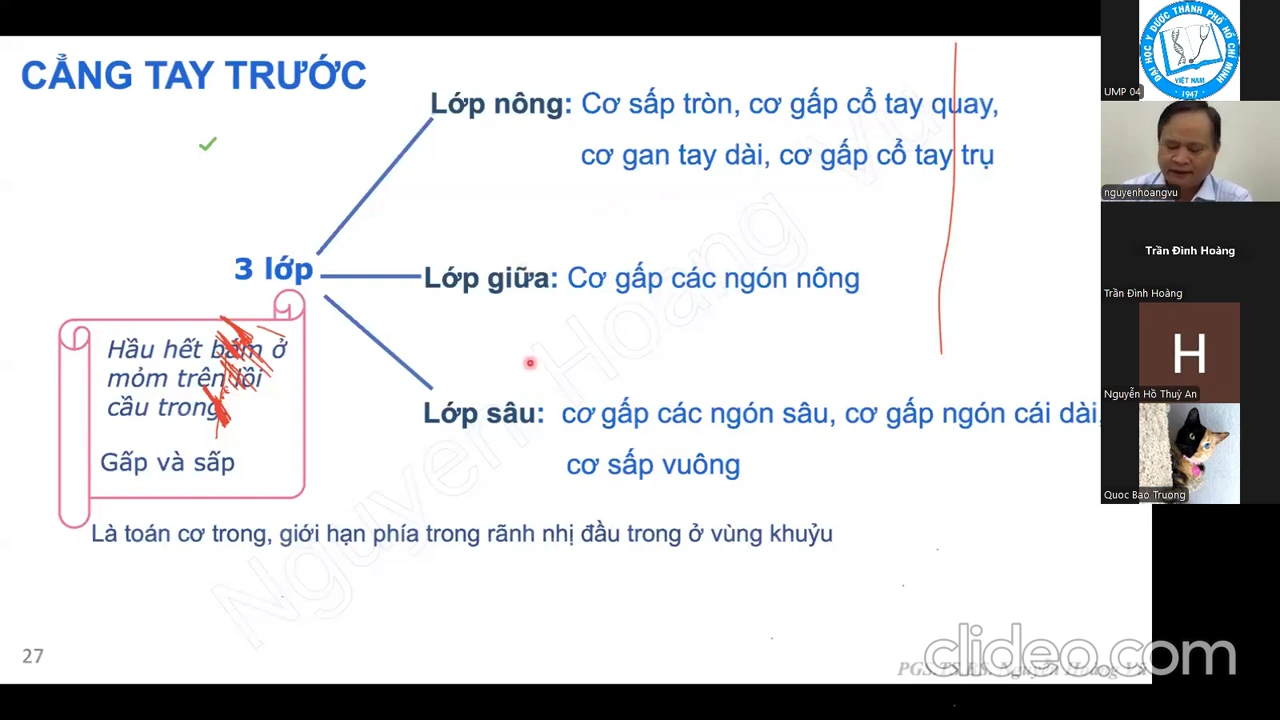 CẲNG TAY TRƯỚC
Lớp nông: Cơ sấp tròn, cơ gấp cổ tay quay,
cơ gan tay dài, cơ gấp cổ tay trụ
3 lớp
Lớp giữa: Cơ gấp các ngón nông
Hầu hết bám ở
mỏm trên lồi
cầu trong
Gấp và sấp
Lớp sâu: cơ gấp các ngón sâu, cơ gấp ngón cái dài,
cơ sấp vuông
Là toán cơ trong, giới hạn phía trong rãnh nhị đầu trong ở vùng khuỷu
27
PGS.TS.BS. Nguyễn Hoàng Vũ
clideo.com
Nguyen Hoang Vu
ĐẠI HỌC Y DƯỢC THÀNH PHỐ HỒ CHÍ MINH
VIỆT NAM
1947
UMP 04
nguyenhoangvu
Trần Đình Hoàng
Trần Đình Hoàng
H
Nguyễn Hồ Thuỳ An
Quoc Bao Truong